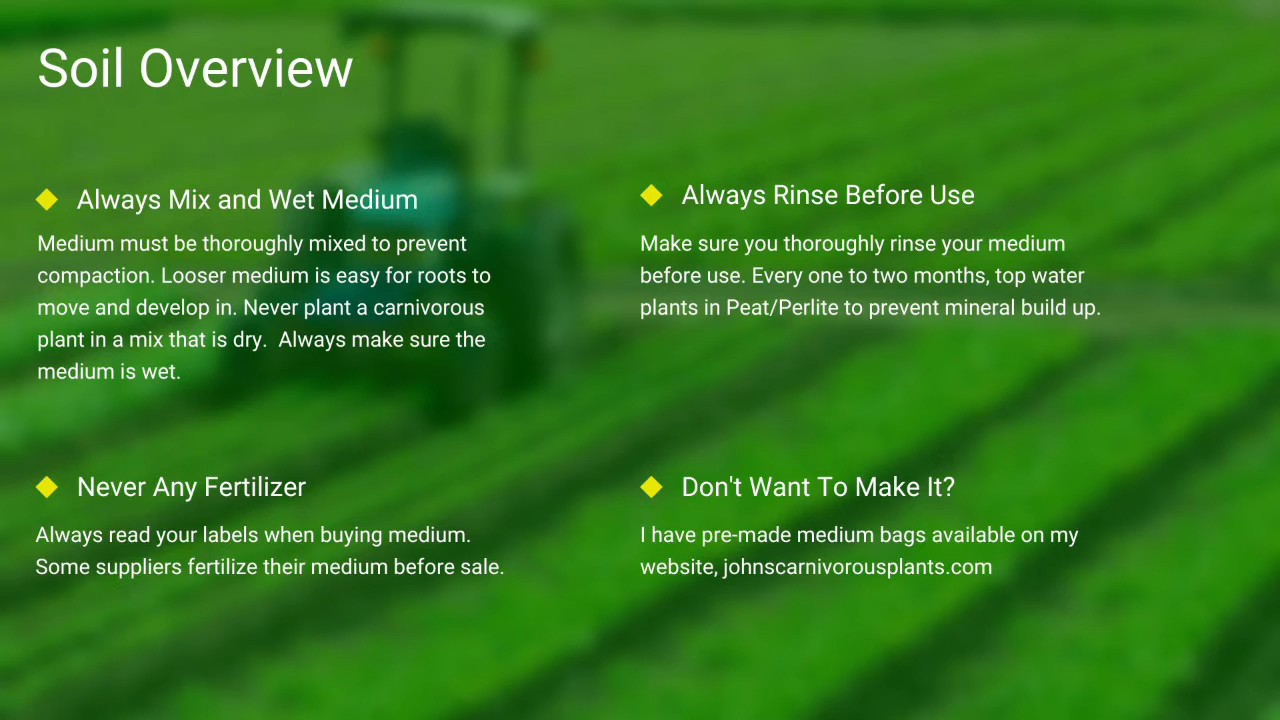 Soil Overview
Always Mix and Wet Medium
Medium must be thoroughly mixed to prevent
compaction. Looser medium is easy for roots to
move and develop in. Never plant a carnivorous
plant in a mix that is dry.  Always make sure the
medium is wet.
Always Rinse Before Use
Make sure you thoroughly rinse your medium
before use. Every one to two months, top water
plants in Peat/Perlite to prevent mineral build up.
Never Any Fertilizer
Always read your labels when buying medium.
Some suppliers fertilize their medium before sale.
Don't Want To Make It?
I have pre-made medium bags available on my
website, johnscarnivorousplants.com